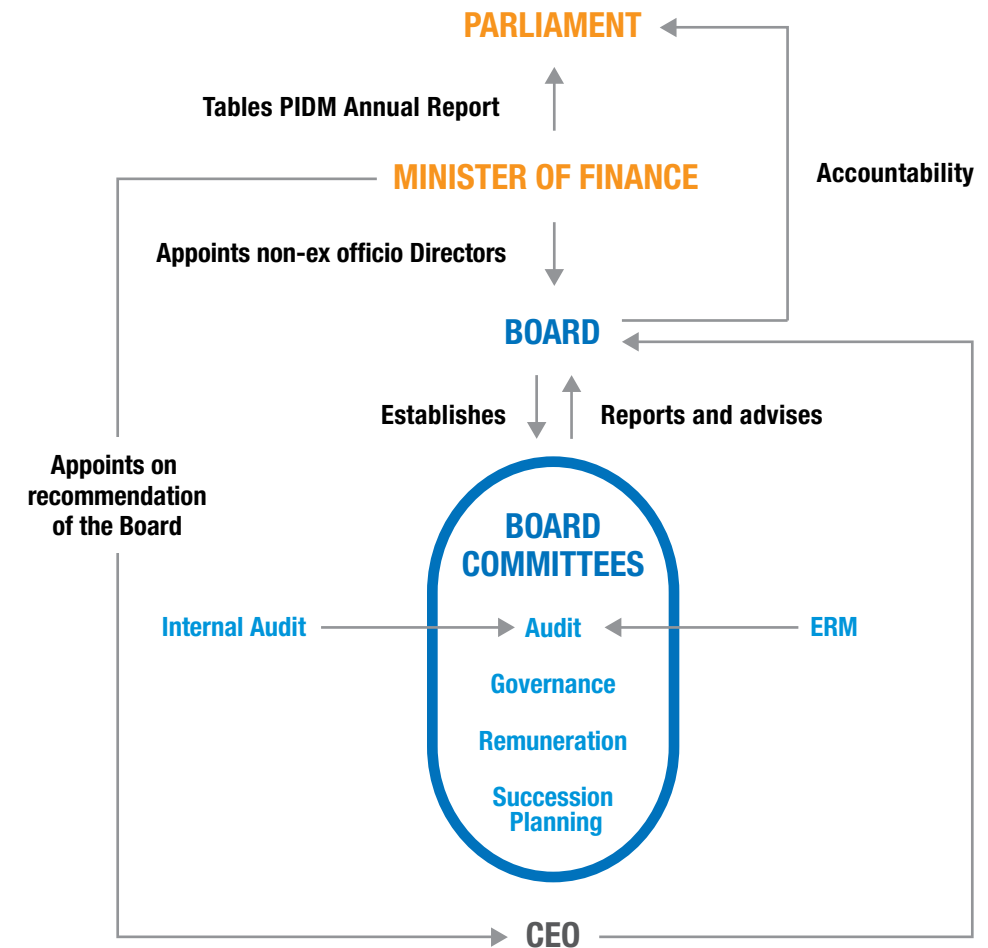 PARLIAMENT
Tables PIDM Annual Report
MINISTER OF FINANCE
Accountability
Appoints non-ex officio Directors
BOARD
Establishes
Reports and advises
Appoints on
recommendation
of the Board
BOARD
COMMITTEES
Internal Audit
Audit
ERM
Governance
Remuneration
Succession
Planning
CEO